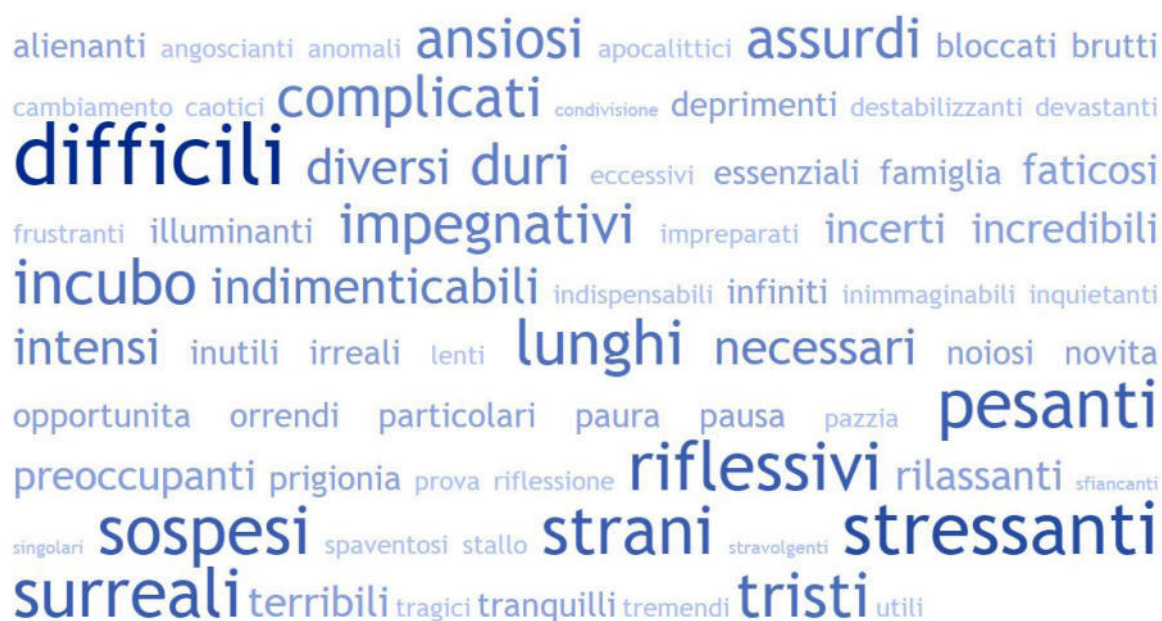 alienanti angoscianti anomali ansiosi apocalittici assurdi bloccati brutti
cambiamento caotici complicati condivisione deprimenti destabilizzanti devastanti
difficili diversi duri eccessivi essenziali famiglia faticosi
frustranti illuminanti impegnativi impreparati incerti incredibili
incubo indimenticabili indispensabili infiniti inimmaginabili inquietanti
intensi inutili irreali lenti lunghi necessari noiosi novita
opportunita orrendi particolari paura pausa pazzia pesanti
preoccupanti prigionia prova riflessione riflessivi rilassanti sfiancanti
singolari sospesi spaventosi stallo strani stravolgenti stressanti
surreali terribili tragici tranquilli tremendi tristi utili